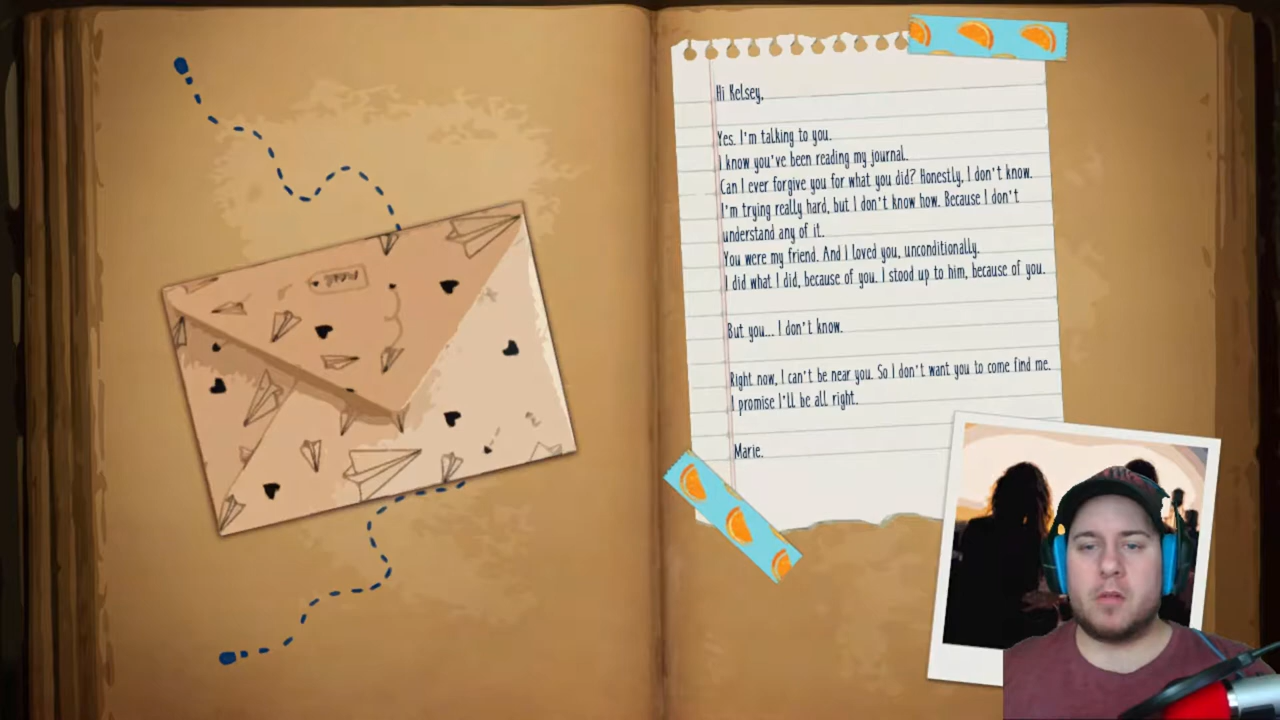 Hi Kelsey,
Yes. I'm talking to you.
I know you've been reading my journal.
Can I ever forgive you for what you did? Honestly, I don't know.
I'm trying really hard, but I don't know how. Because I don't
understand any of it.
You were my friend. And I loved you, unconditionally.
I did what I did, because of you. I stood up to him, because of you.
But you... I don't know.
Right now, I can't be near you. So I don't want you to come find me.
I promise I'll be all right.
Marie.